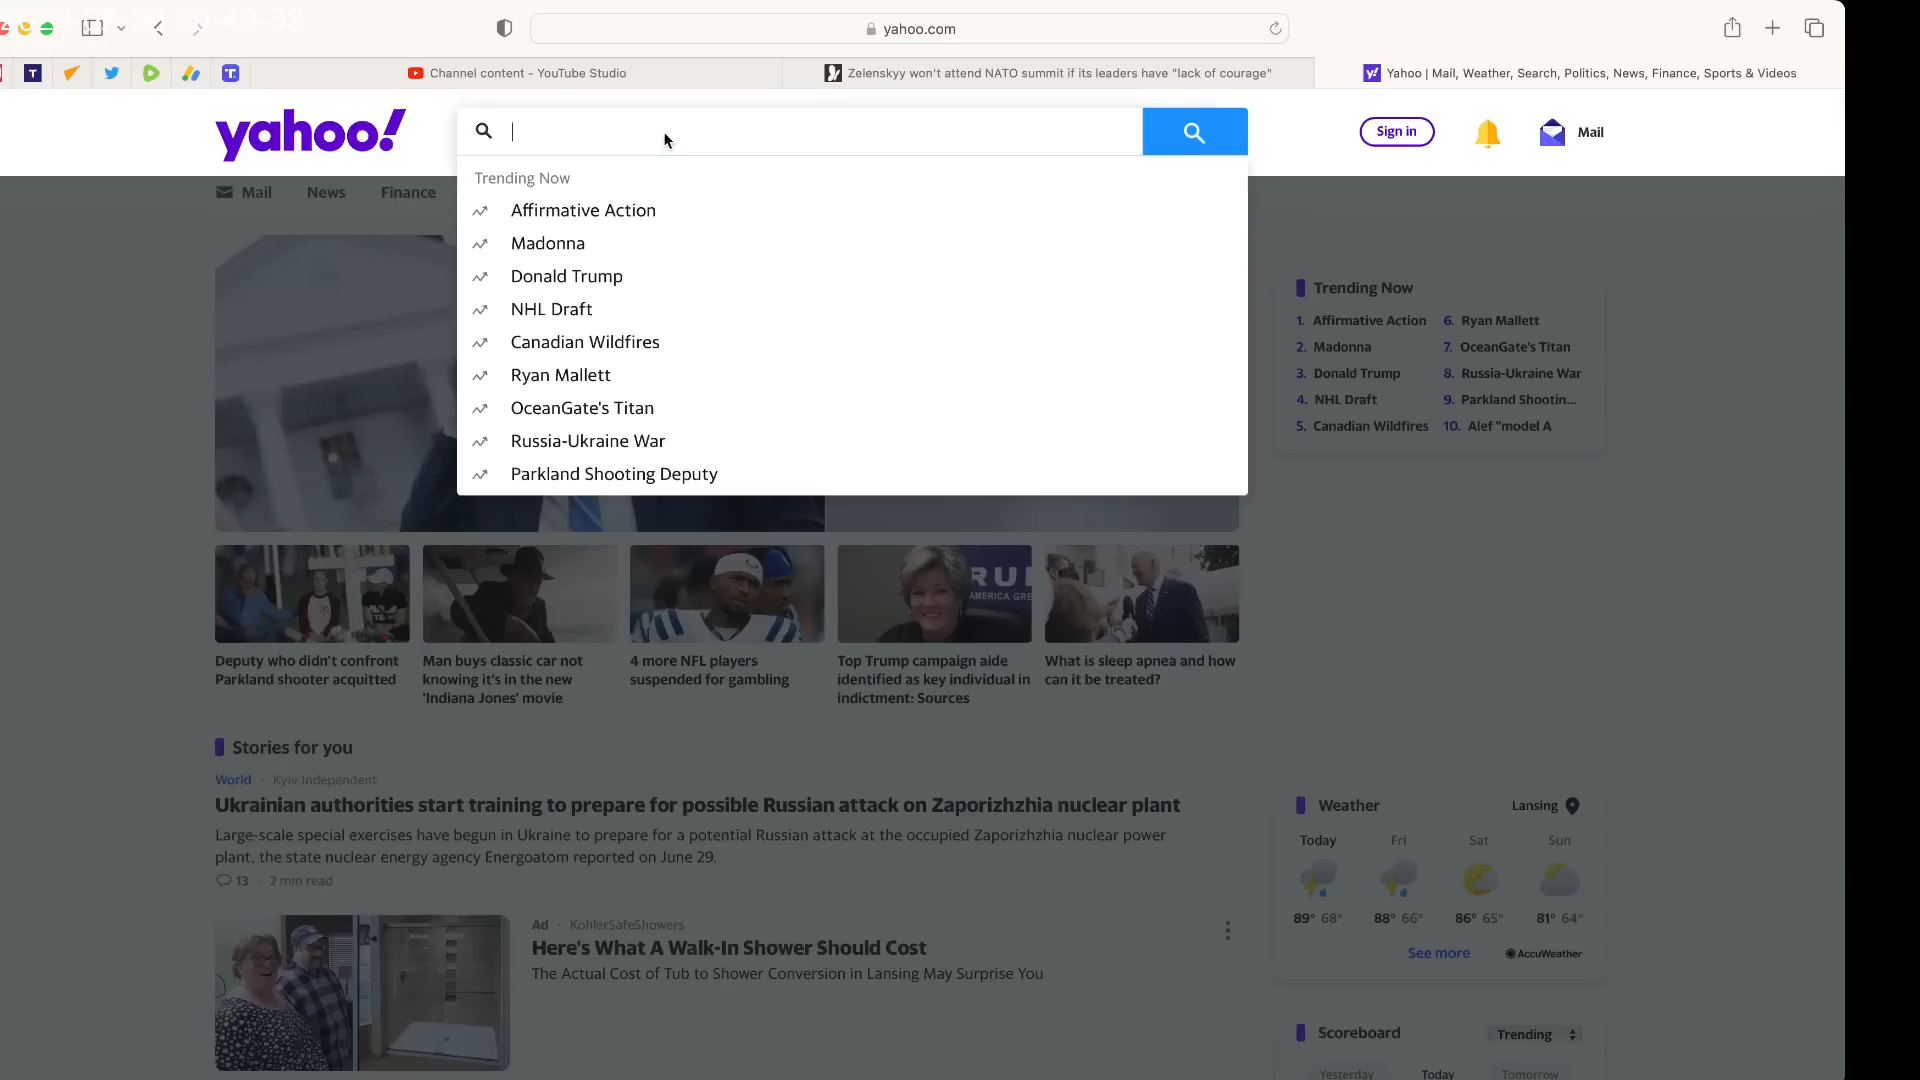 yahoo.com
T
T
Channel content – YouTube Studio
Zelenskyy won't attend NATO summit if its leaders have "lack of courage"
y!
Yahoo | Mail, Weather, Search, Politics, News, Finance, Sports & Videos
yahoo!
Sign in
Mail
Mail
News
Finance
Trending Now
Affirmative Action
Madonna
Donald Trump
NHL Draft
Canadian Wildfires
Ryan Mallett
OceanGate's Titan
Russia-Ukraine War
Parkland Shooting Deputy
Trending Now
1. Affirmative Action
2. Madonna
3. Donald Trump
4. NHL Draft
5. Canadian Wildfires
6. Ryan Mallett
7. OceanGate's Titan
8. Russia-Ukraine War
9. Parkland Shootin...
10. Alef "model A
RU
AMERICA GRE
Deputy who didn't confront
Parkland shooter acquitted
Man buys classic car not
knowing it's in the new
'Indiana Jones' movie
4 more NFL players
suspended for gambling
Top Trump campaign aide
identified as key individual in
indictment: Sources
What is sleep apnea and how
can it be treated?
Stories for you
World · Kyiv Independent
Ukrainian authorities start training to prepare for possible Russian attack on Zaporizhzhia nuclear plant
Large-scale special exercises have begun in Ukraine to prepare for a potential Russian attack at the occupied Zaporizhzhia nuclear power
plant, the state nuclear energy agency Energoatom reported on June 29.
13 · 2 min read
Ad · KohlerSafeShowers
Here's What A Walk-In Shower Should Cost
The Actual Cost of Tub to Shower Conversion in Lansing May Surprise You
Weather
Lansing
Today Fri Sat Sun
89° 68° 88° 66° 86° 65° 81° 64°
See more
AccuWeather
Scoreboard
Trending
Yesterday Today Tomorrow